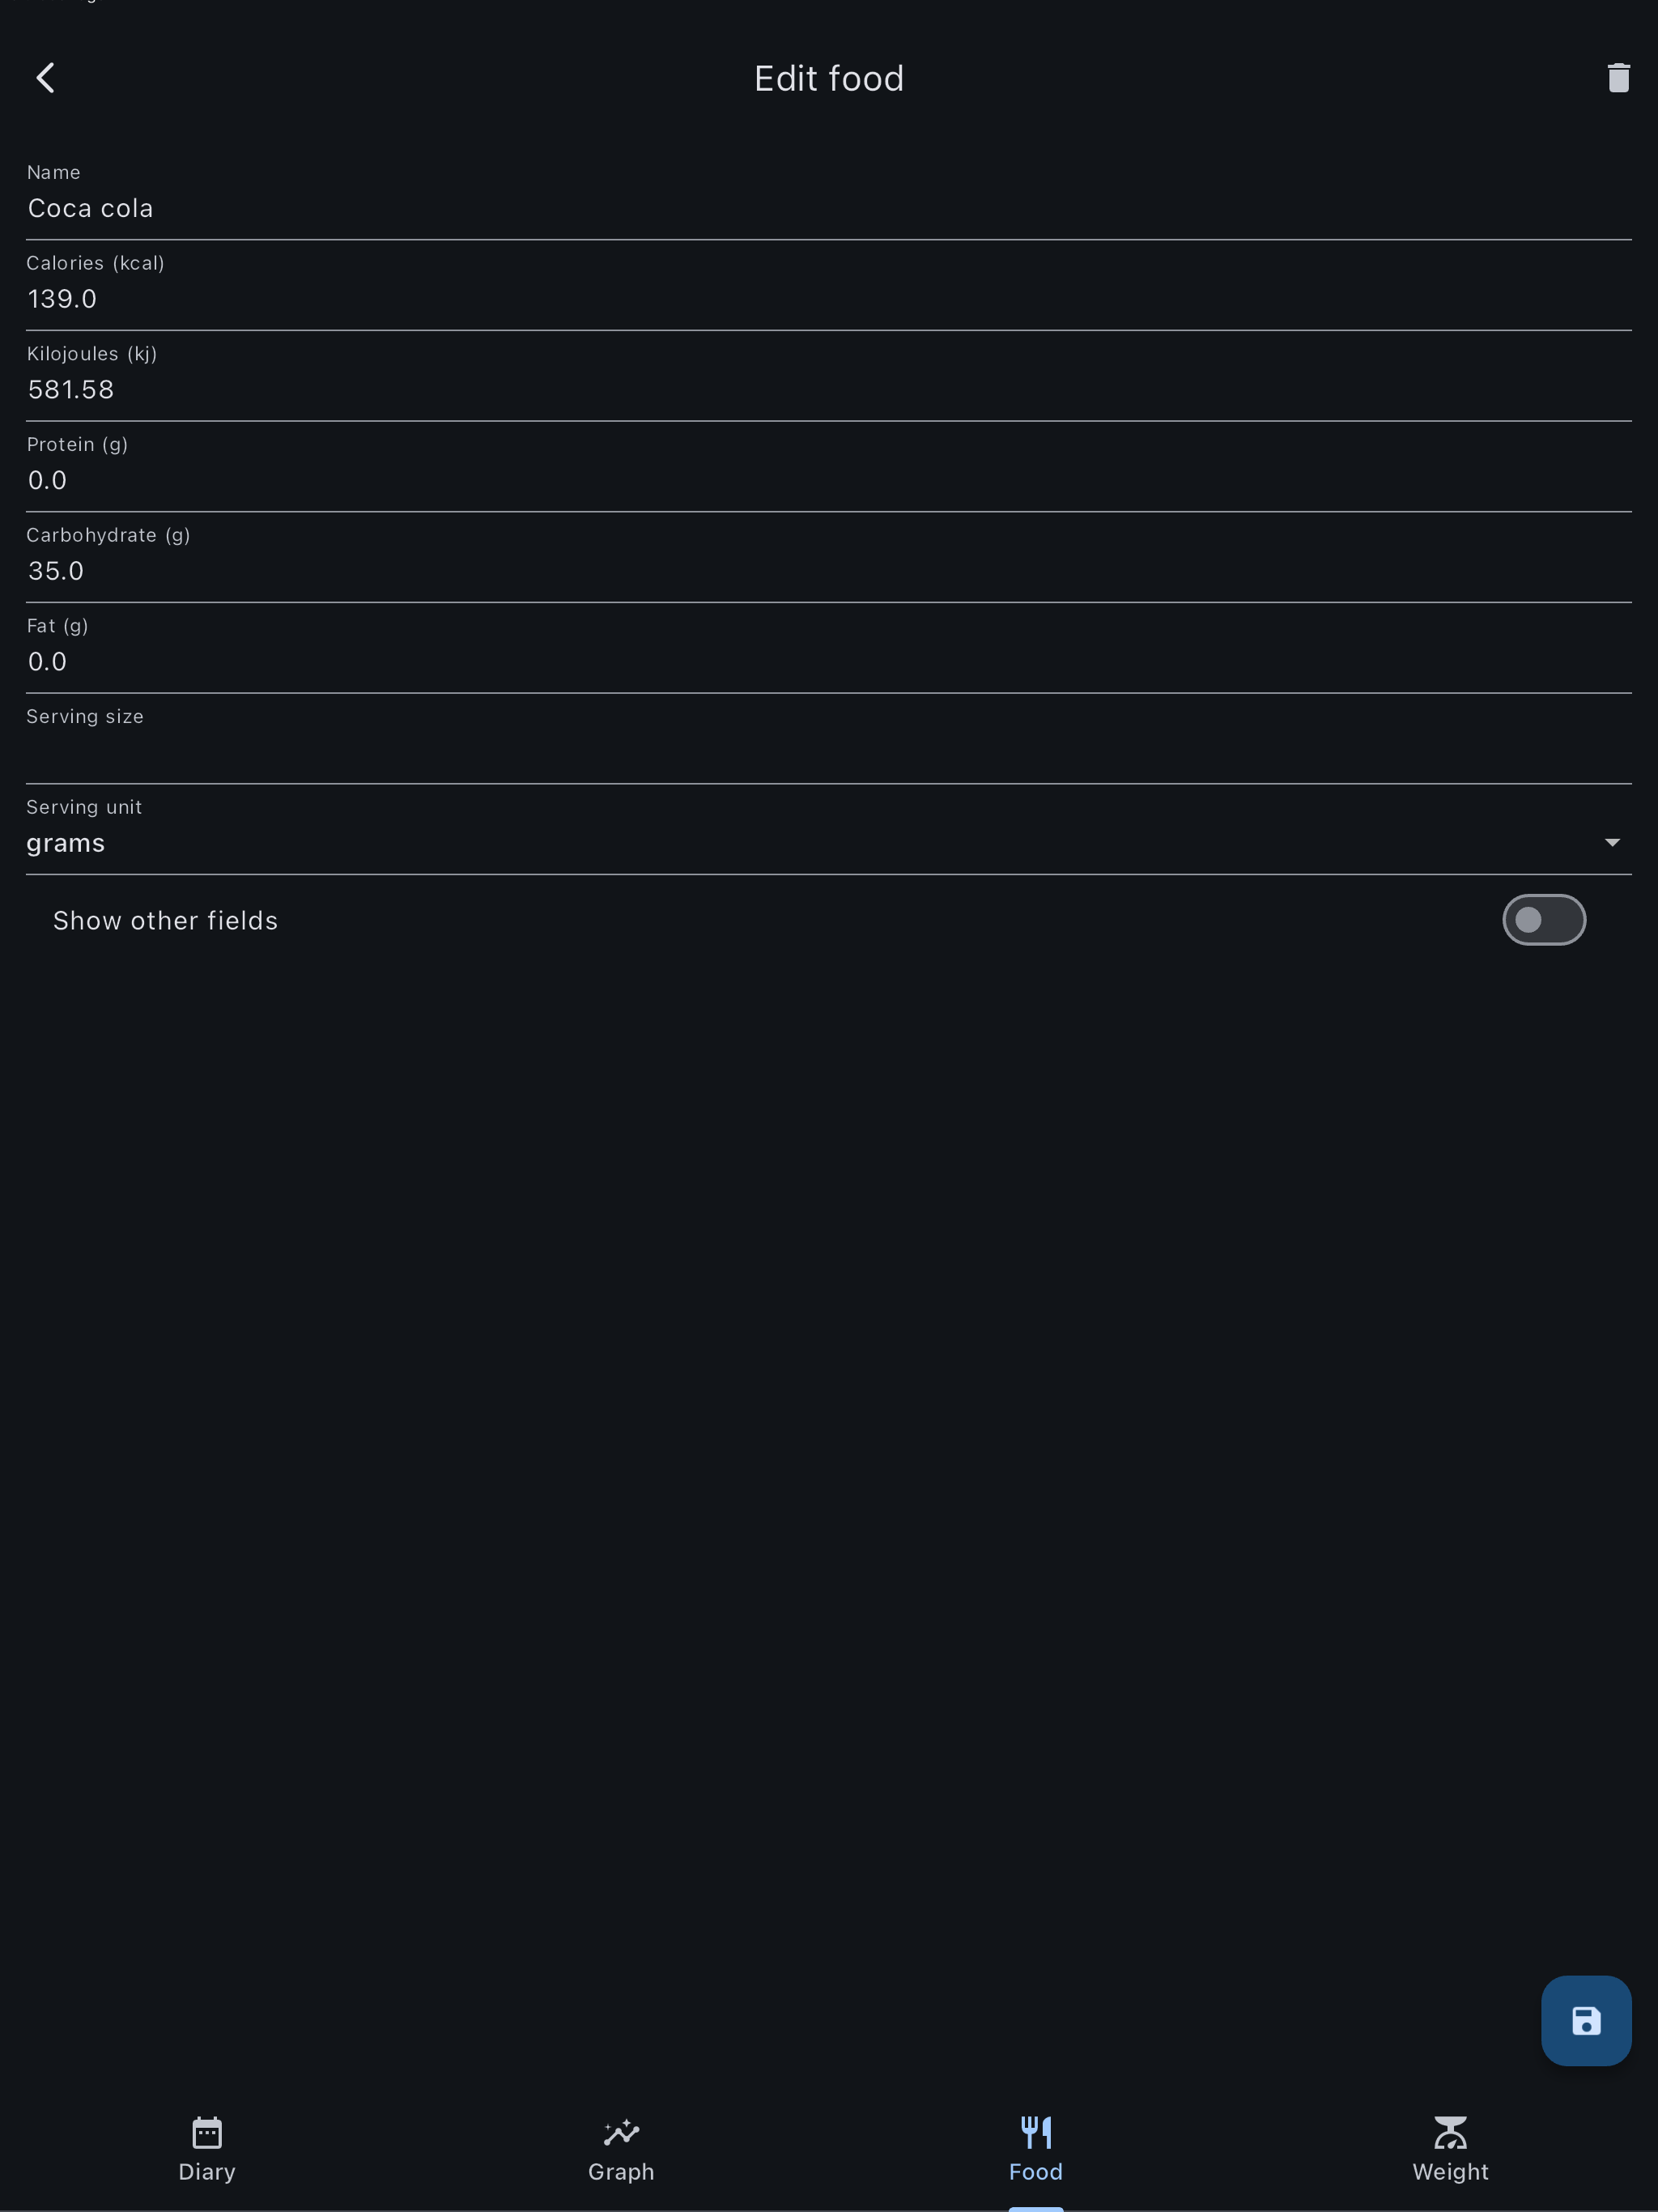 Edit food
Name
Coca cola
Calories (kcal)
139.0
Kilojoules (kj)
581.58
Protein (g)
0.0
Carbohydrate (g)
35.0
Fat (g)
0.0
Serving size
Serving unit
grams
Show other fields
Diary
Graph
Food
Weight